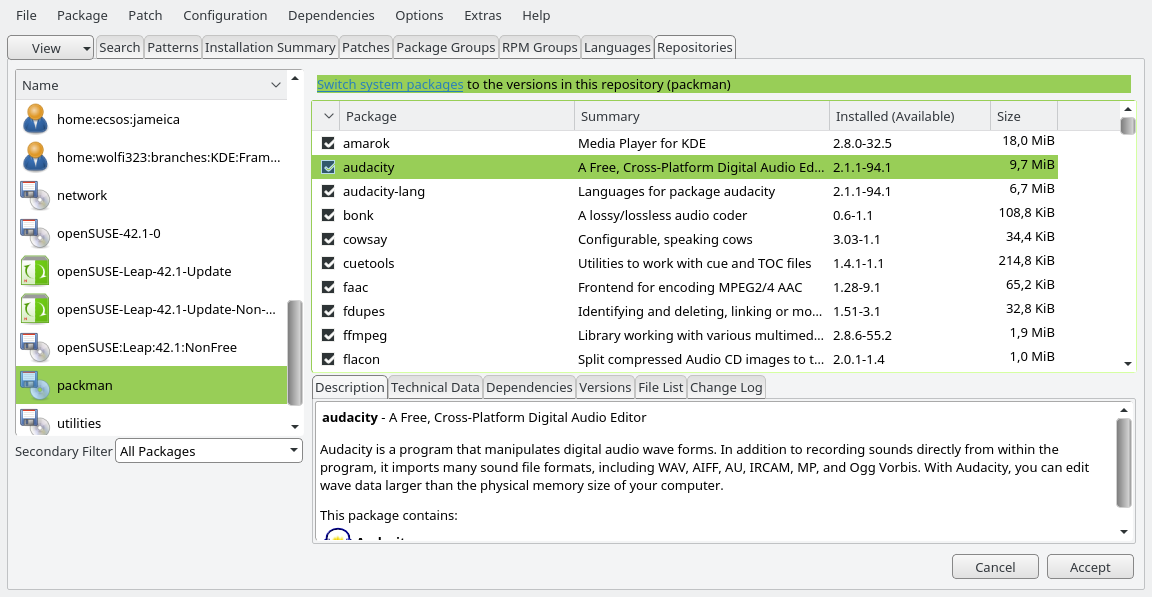 File Package Patch Configuration Dependencies Options Extras Help
View Search Patterns Installation Summary Patches Package Groups RPM Groups Languages Repositories
Name
home:ecsos:jameica
home:wolfi323:branches:KDE:Fram...
network
openSUSE-42.1-0
openSUSE-Leap-42.1-Update
openSUSE-Leap-42.1-Update-Non-...
openSUSE:Leap:42.1:NonFree
packman
utilities
Secondary Filter All Packages
Switch system packages to the versions in this repository (packman)
Package Summary Installed (Available) Size
amarok Media Player for KDE 2.8.0-32.5 18,0 MiB
audacity A Free, Cross-Platform Digital Audio Ed... 2.1.1-94.1 9,7 MiB
audacity-lang Languages for package audacity 2.1.1-94.1 6,7 MiB
bonk A lossy/lossless audio coder 0.6-1.1 108,8 KiB
cowsay Configurable, speaking cows 3.03-1.1 34,4 KiB
cuetools Utilities to work with cue and TOC files 1.4.1-1.1 214,8 KiB
faac Frontend for encoding MPEG2/4 AAC 1.28-9.1 65,2 KiB
fdupes Identifying and deleting, linking or mo... 1.51-3.1 32,8 KiB
ffmpeg Library working with various multimed... 2.8.6-55.2 1,9 MiB
flacon Split compressed Audio CD images to t... 2.0.1-1.4 1,0 MiB
Description Technical Data Dependencies Versions File List Change Log
audacity - A Free, Cross-Platform Digital Audio Editor
Audacity is a program that manipulates digital audio wave forms. In addition to recording sounds directly from within the
program, it imports many sound file formats, including WAV, AIFF, AU, IRCAM, MP, and Ogg Vorbis. With Audacity, you can edit
wave data larger than the physical memory size of your computer.
This package contains:
Cancel Accept